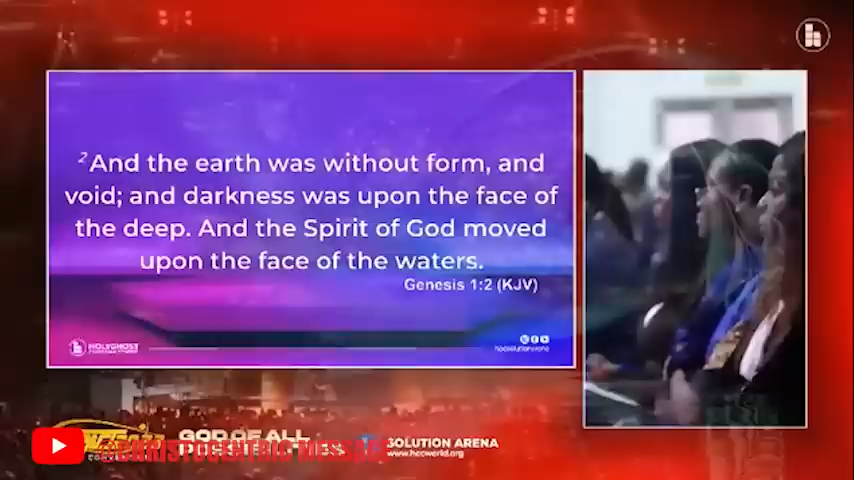 ²And the earth was without form, and
void; and darkness was upon the face of
the deep. And the Spirit of God moved
upon the face of the waters.
Genesis 1:2 (KJV)
HOLYGHOST
GOD OF ALL
SOLUTION ARENA
www.hecworld.org